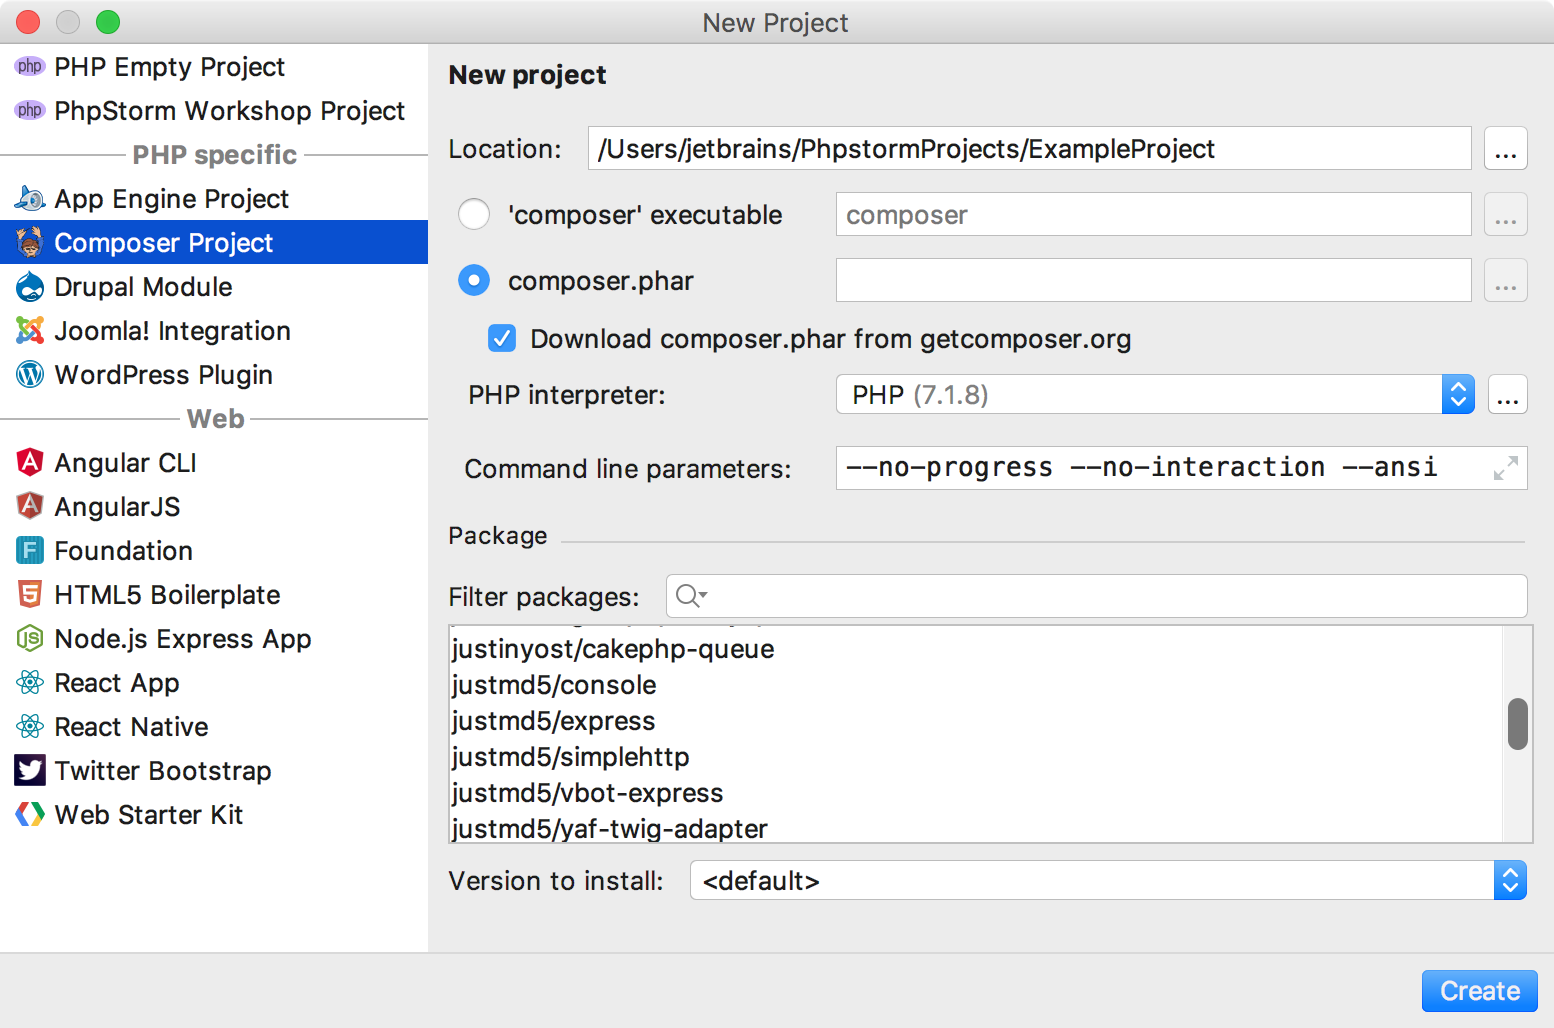 New Project
php PHP Empty Project
php PhpStorm Workshop Project
PHP specific
App Engine Project
Composer Project
Drupal Module
Joomla! Integration
WordPress Plugin
Web
Angular CLI
AngularJS
Foundation
HTML5 Boilerplate
Node.js Express App
React App
React Native
Twitter Bootstrap
Web Starter Kit
New project
Location: /Users/jetbrains/PhpstormProjects/ExampleProject ...
'composer' executable composer ...
composer.phar ...
Download composer.phar from getcomposer.org
PHP interpreter: PHP (7.1.8) ...
Command line parameters: --no-progress --no-interaction --ansi
Package
Filter packages:
justinyost/cakephp-queue
justmd5/console
justmd5/express
justmd5/simplehttp
justmd5/vbot-express
justmd5/yaf-twig-adapter
Version to install: <default>
Create